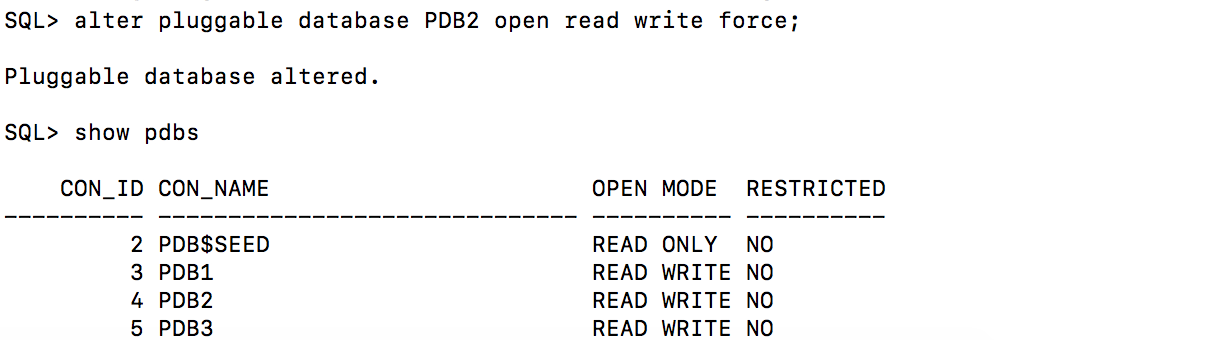 SQL> alter pluggable database PDB2 open read write force;
Pluggable database altered.
SQL> show pdbs
    CON_ID CON_NAME                       OPEN MODE  RESTRICTED
---------- ------------------------------ ---------- ----------
         2 PDB$SEED                       READ ONLY  NO
         3 PDB1                           READ WRITE NO
         4 PDB2                           READ WRITE NO
         5 PDB3                           READ WRITE NO